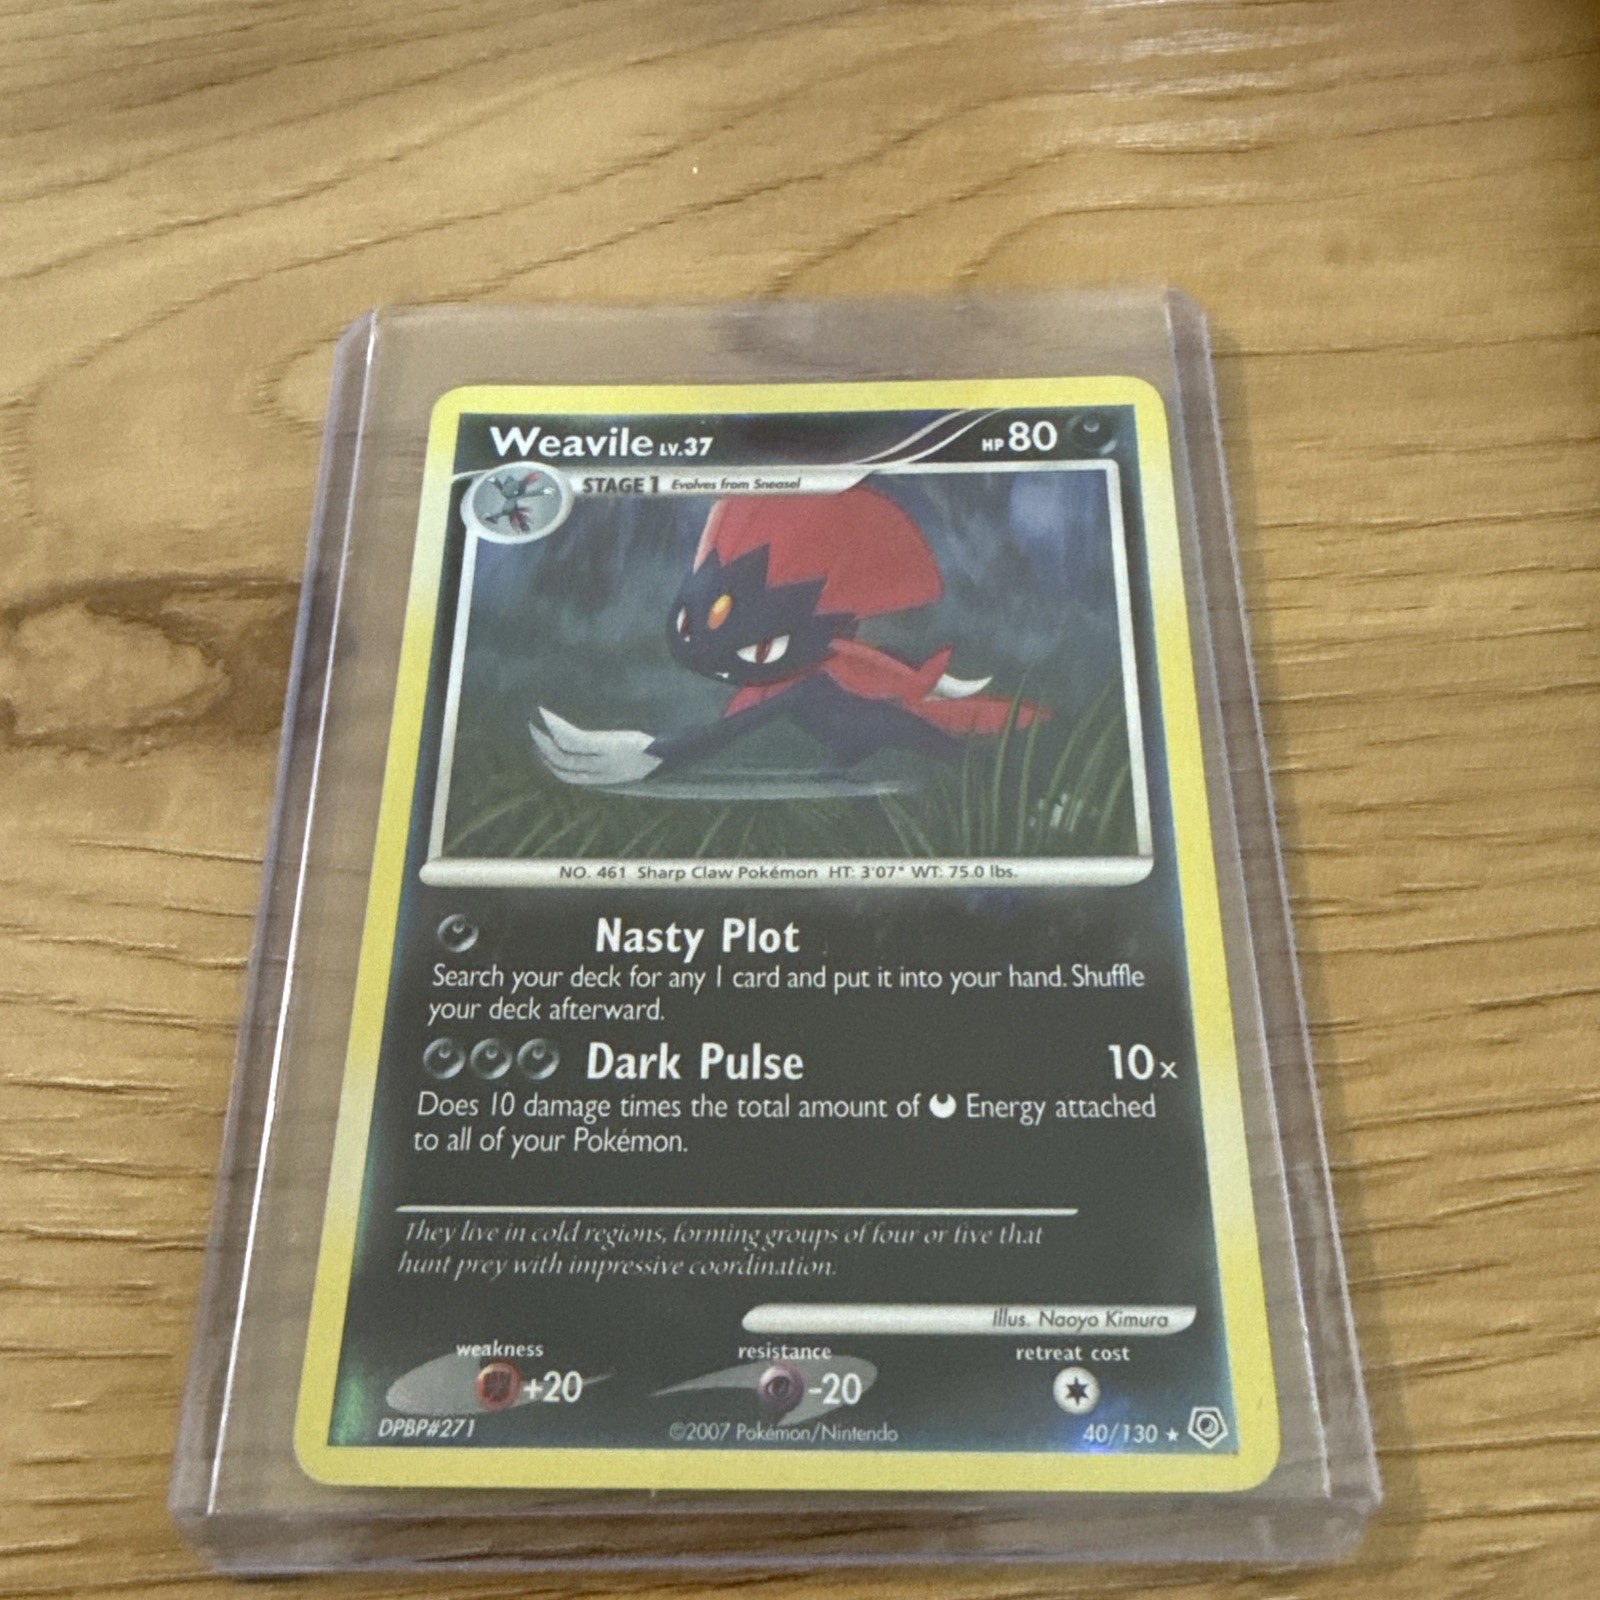 Weavile LV.37 HP 80
STAGE 1 Evolves from Sneasel
NO. 461 Sharp Claw Pokémon HT: 3'07" WT: 75.0 lbs.
Nasty Plot
Search your deck for any 1 card and put it into your hand. Shuffle
your deck afterward.
Dark Pulse 10x
Does 10 damage times the total amount of Energy attached
to all of your Pokémon.
They live in cold regions, forming groups of four or five that
hunt prey with impressive coordination.
Illus. Naoyo Kimura
weakness resistance retreat cost
+20 -20
DPBP#271 ©2007 Pokémon/Nintendo 40/130 ★